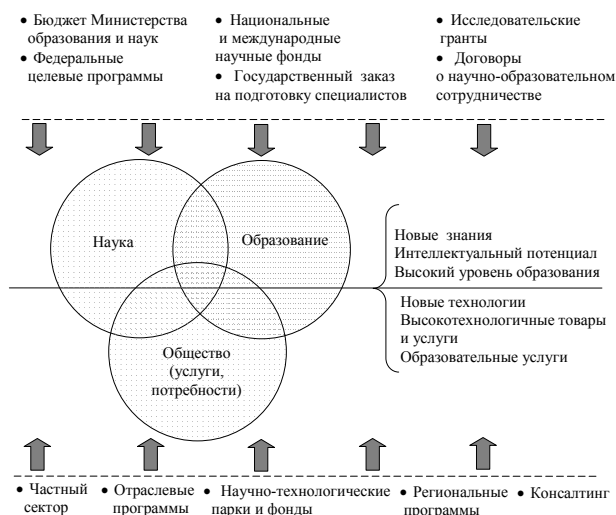 • Бюджет Министерства
образования и наук
• Федеральные
целевые программы
• Национальные
и международные
научные фонды
• Государственный заказ
на подготовку специалистов
• Исследовательские
гранты
• Договоры
о научно-образовательном
сотрудничестве
Наука
Образование
Общество
(услуги,
потребности)
Новые знания
Интеллектуальный потенциал
Высокий уровень образования
Новые технологии
Высокотехнологичные товары
и услуги
Образовательные услуги
• Частный
сектор
• Отраслевые
программы
• Научно-технологические
парки и фонды
• Региональные
программы
• Консалтинг